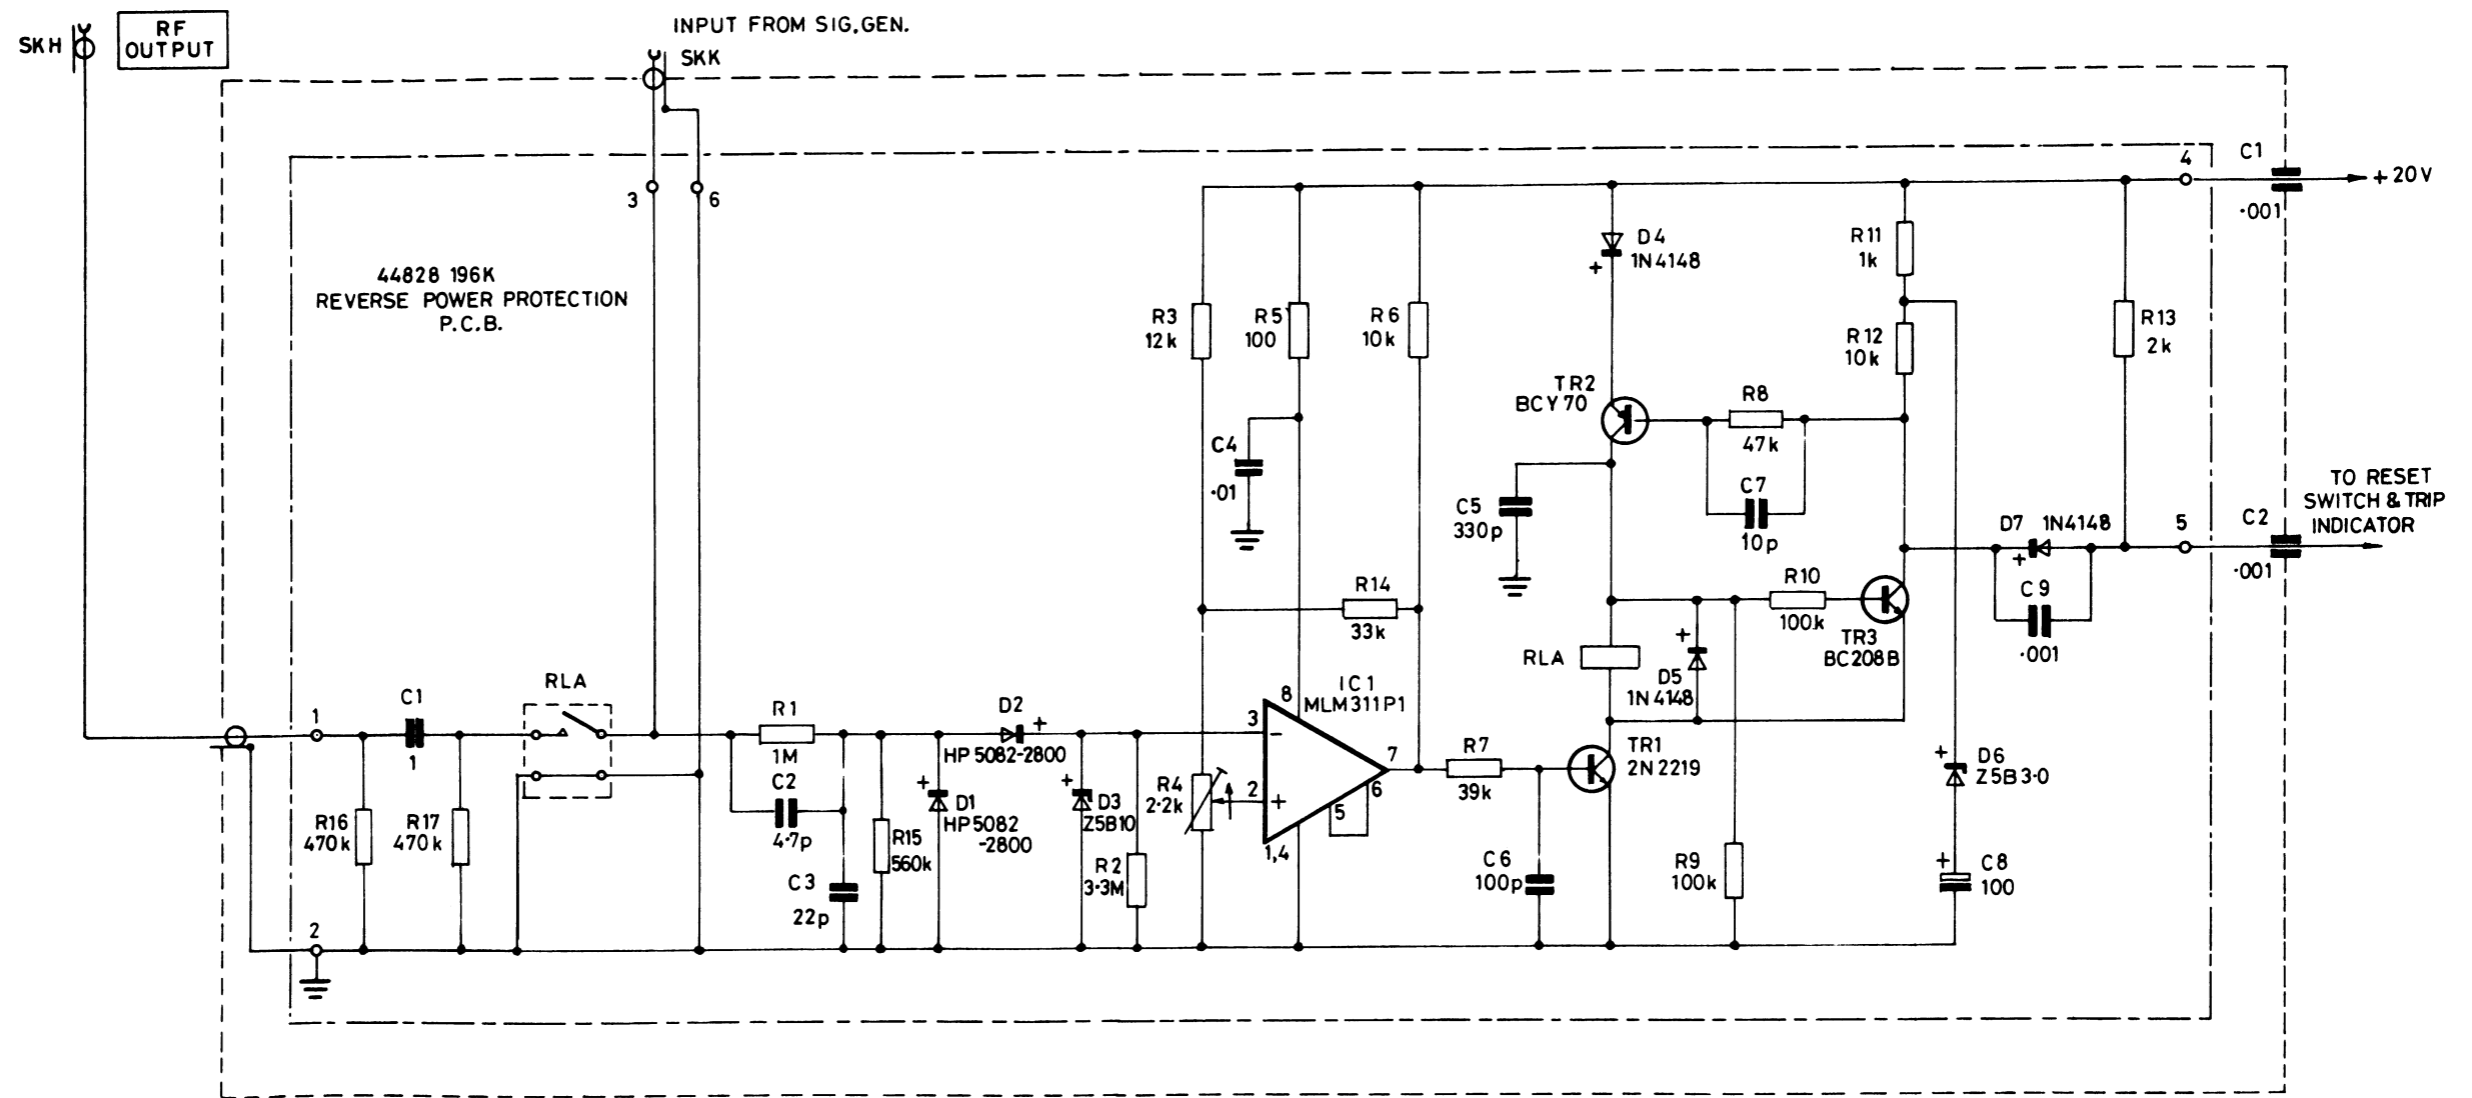 SKH
RF
OUTPUT
INPUT FROM SIG.GEN.
SKK
3
6
44828 196K
REVERSE POWER PROTECTION
P.C.B.
4
C1
·001
+20V
R3
12k
R5
100
R6
10k
D4
+
1N4148
R11
1k
R12
10k
R13
2k
TR2
BCY70
R8
47k
C7
10p
C4
·01
C5
330p
D7
1N4148
+
5
C2
·001
TO RESET
SWITCH & TRIP
INDICATOR
C9
·001
R14
33k
R10
100k
TR3
BC208B
RLA
+
D5
1N4148
1
C1
1
RLA
R1
1M
C2
4·7p
D2
+
HP5082-2800
+
D1
HP5082
-2800
+
D3
Z5B10
R4
2·2k
IC1
MLM311P1
8
3
-
2
+
7
6
5
1,4
R7
39k
TR1
2N2219
+
D6
Z5B3·0
R16
470k
R17
470k
R15
560k
R2
3·3M
C3
22p
C6
100p
R9
100k
+
C8
100
2